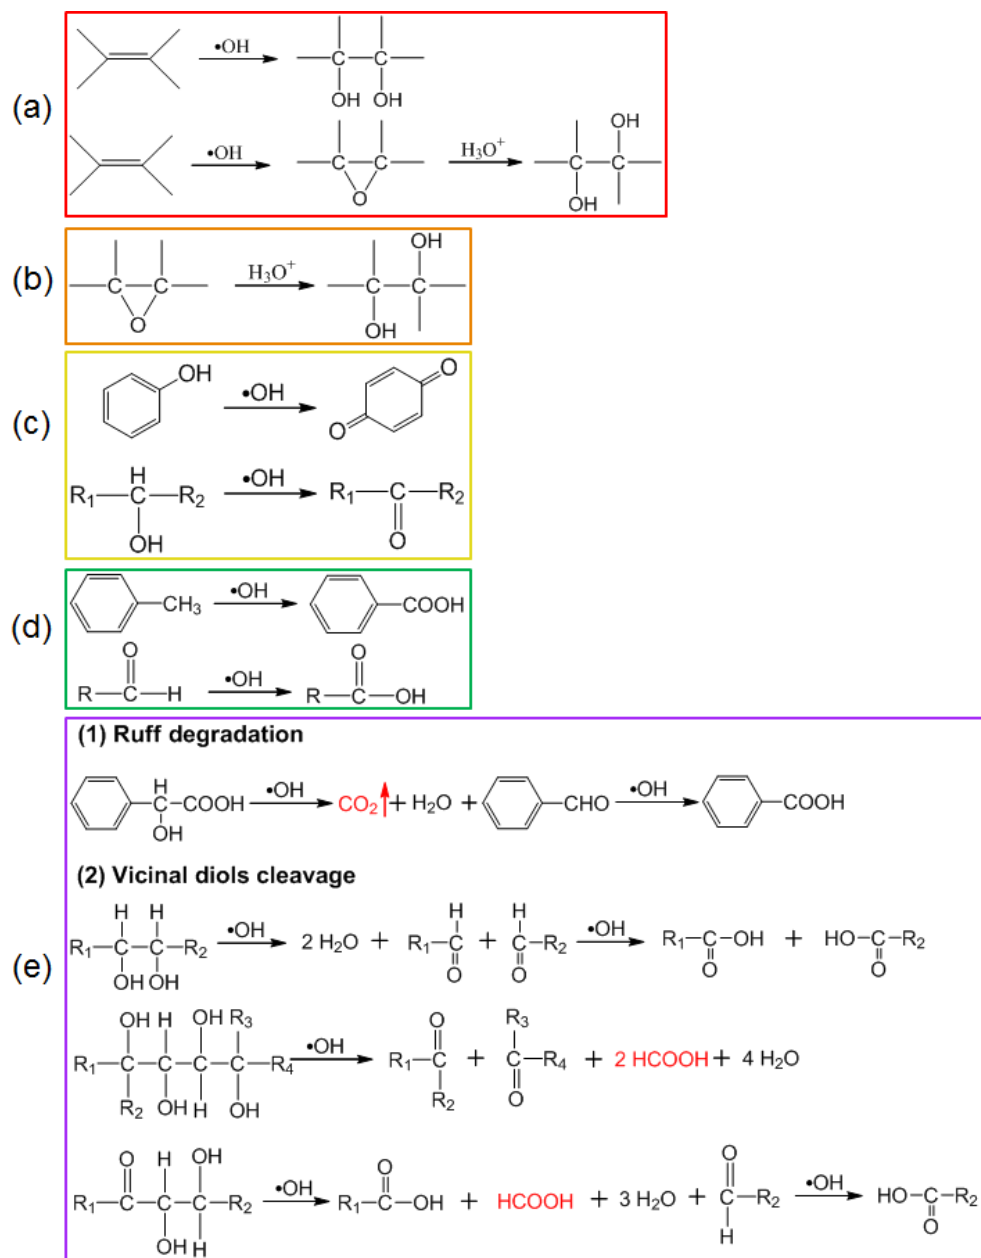 (a)
•OH
C C
OH OH
•OH
C C
O
H₃O⁺
OH
C C
OH
(b)
C C
O
H₃O⁺
OH
C C
OH
(c)
OH
•OH
O
O
H
R₁ C R₂
OH
•OH
R₁ C R₂
O
(d)
CH₃
•OH
COOH
O
R C H
•OH
O
R C OH
(e)
(1) Ruff degradation
H
C COOH
OH
•OH
CO₂ + H₂O + CHO
•OH
COOH
(2) Vicinal diols cleavage
H H
R₁ C C R₂
OH OH
•OH
2 H₂O +
H
R₁ C
O
+
H
C R₂
O
•OH
R₁ C OH
O
+
HO C R₂
O
OH H OH R₃
R₁ C C C C R₄
R₂ OH H OH
•OH
O
R₁ C
R₂
+
R₃
C R₄
O
+ 2 HCOOH + 4 H₂O
O H OH
R₁ C C C R₂
OH H
•OH
O
R₁ C OH
+ HCOOH + 3 H₂O +
O
C R₂
H
•OH
HO C R₂
O